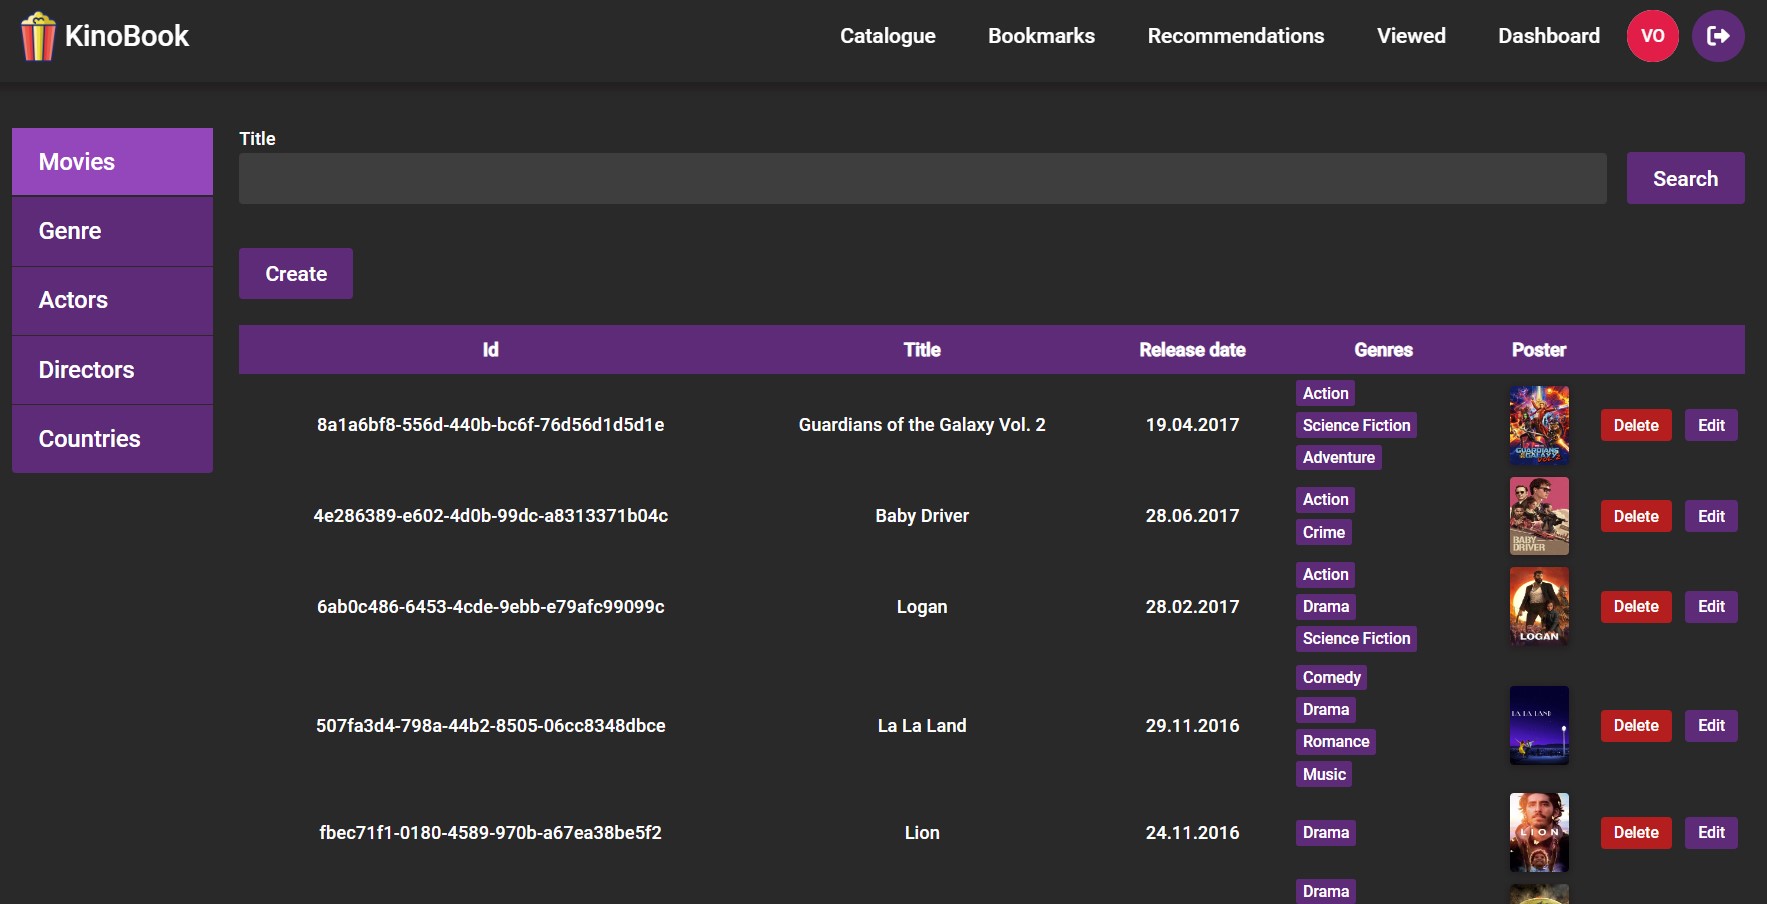 KinoBook
Catalogue Bookmarks Recommendations Viewed Dashboard VO
Movies
Genre
Actors
Directors
Countries
Title
Search
Create
Id Title Release date Genres Poster
8a1a6bf8-556d-440b-bc6f-76d56d1d5d1e Guardians of the Galaxy Vol. 2 19.04.2017 Action Science Fiction Adventure GUARDIANS GALAXY VOL 2 Delete Edit
4e286389-e602-4d0b-99dc-a8313371b04c Baby Driver 28.06.2017 Action Crime BABY DRIVER Delete Edit
6ab0c486-6453-4cde-9ebb-e79afc99099c Logan 28.02.2017 Action Drama Science Fiction LOGAN Delete Edit
507fa3d4-798a-44b2-8505-06cc8348dbce La La Land 29.11.2016 Comedy Drama Romance Music LA LA LAND Delete Edit
fbec71f1-0180-4589-970b-a67ea38be5f2 Lion 24.11.2016 Drama LION Delete Edit
Drama